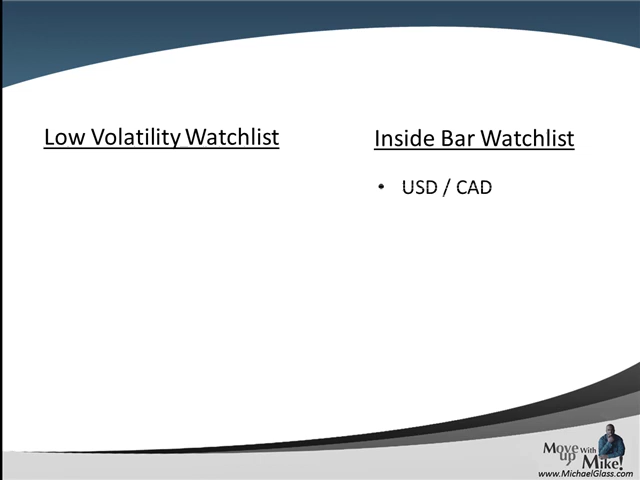 Low Volatility Watchlist
Inside Bar Watchlist
• USD / CAD
Move up With Mike!
www.MichaelGlass.com